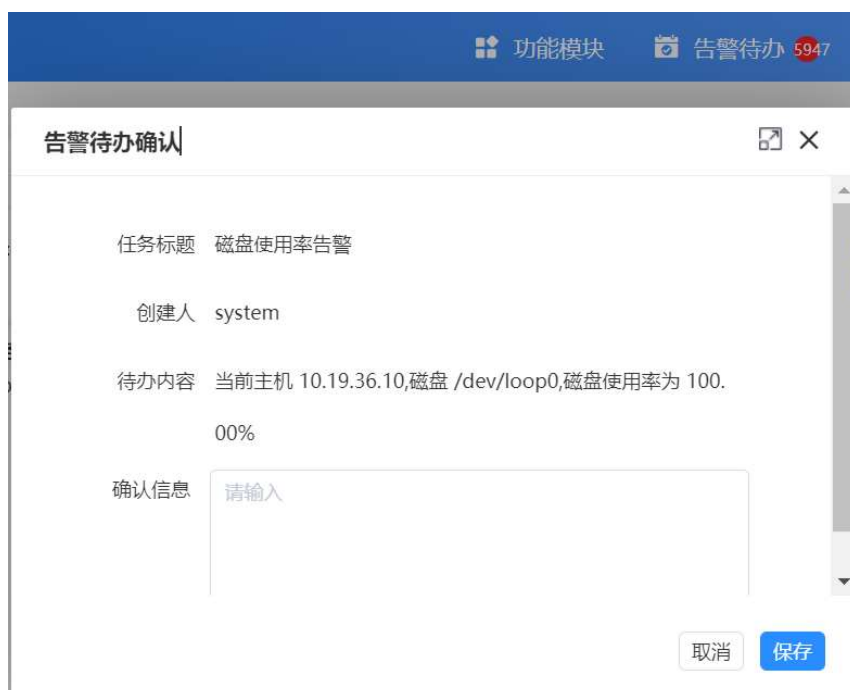 功能模块 告警待办 5947
告警待办确认
任务标题 磁盘使用率告警
创建人 system
待办内容 当前主机 10.19.36.10,磁盘 /dev/loop0,磁盘使用率为 100.
00%
确认信息 请输入
取消 保存